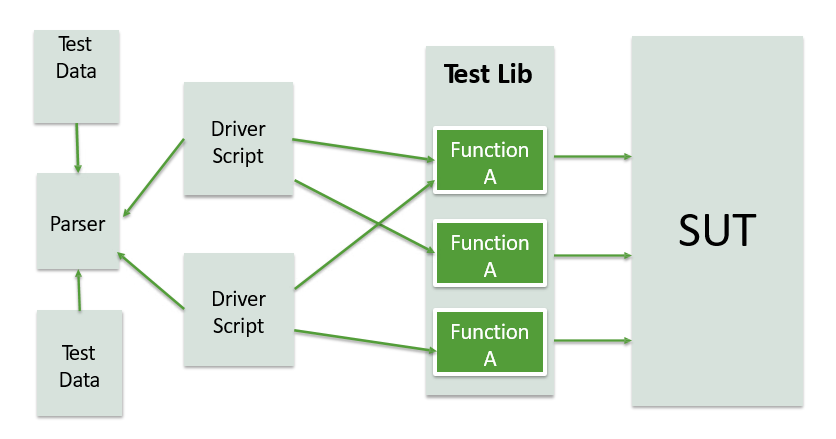 Test
Data
Parser
Test
Data
Driver
Script
Driver
Script
Test Lib
Function
A
Function
A
Function
A
SUT